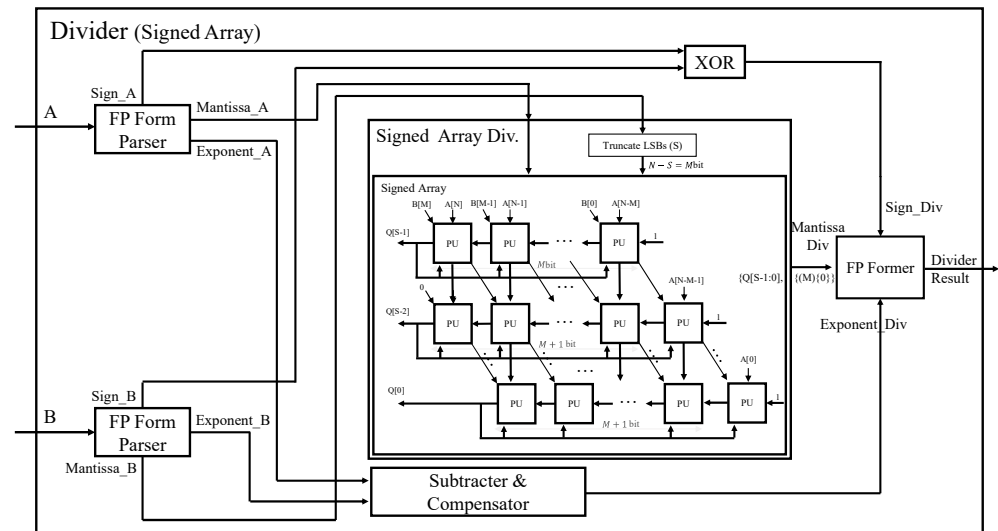 Divider (Signed Array)
XOR
Sign_A
A
Mantissa_A
FP Form
Parser
Exponent_A
Signed Array Div.
Truncate LSBs (S)
N − S = Mbit
Signed Array
B[M] A[N] B[M-1] A[N-1] B[0] A[N-M]
Q[S-1] PU PU ... PU 1
Mbit
...
0 A[N-M-1]
Q[S-2] PU PU ... PU PU 1
M + 1 bit
...
A[0]
Q[0] PU PU ... PU PU 1
M + 1 bit
{Q[S-1:0], {(M){0}}
Mantissa
Div
Sign_Div
FP Former
Divider
Result
Exponent_Div
Sign_B
B
FP Form
Parser
Exponent_B
Mantissa_B
Subtracter &
Compensator